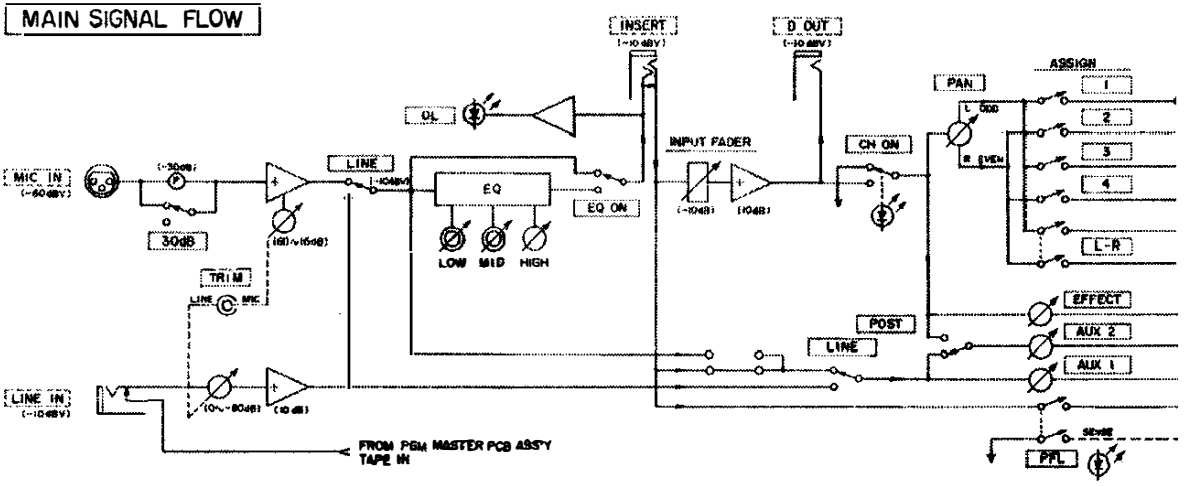 MAIN SIGNAL FLOW
INSERT
(-10dBV)
D OUT
(-10dBV)
ASSIGN
PAN
1
L ODD
2
OL
INPUT FADER
CH ON
R EVEN
3
MIC IN
(-60dBV)
(-30dB)
LINE
(-10dBV)
EQ
4
EQ ON
(-10dB)
(10dB)
30dB
LOW
MID
HIGH
L-R
TRIM
LINE
MIC
EFFECT
POST
AUX 2
LINE
AUX 1
LINE IN
(-10dBV)
(10dB)
FROM PGM MASTER PCB ASS'Y
TAPE IN
SENSE
PFL